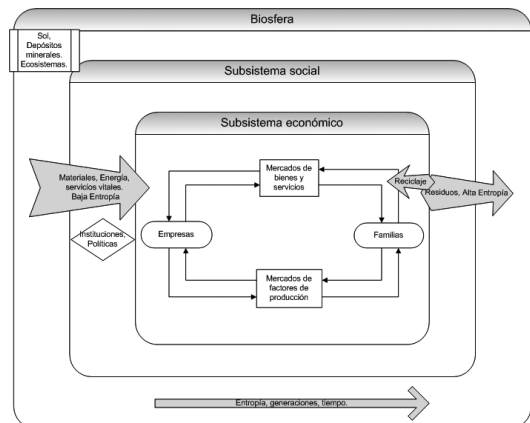 Biosfera
Sol,
Depósitos
minerales.
Ecosistemas.
Subsistema social
Subsistema económico
Materiales, Energía,
servicios vitales.
Baja Entropía
Mercados de
bienes y
servicios
Reciclaje
Residuos, Alta Entropía
Instituciones,
Políticas
Empresas
Familias
Mercados de
factores de
producción
Entropía, generaciones, tiempo.